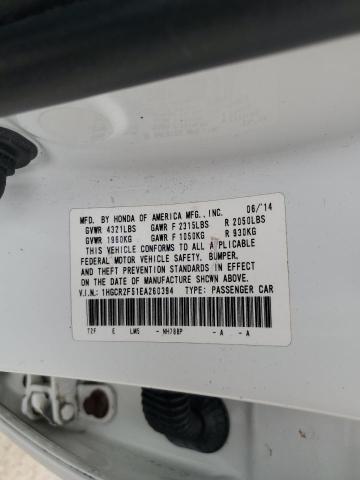 MFD. BY HONDA OF AMERICA MFG., INC. 06/'14
GVWR 4321LBS GAWR F 2315LBS R 2050LBS
GVWR 1960KG GAWR F 1050KG R 930KG
THIS VEHICLE CONFORMS TO ALL APPLICABLE
FEDERAL MOTOR VEHICLE SAFETY, BUMPER,
AND THEFT PREVENTION STANDARDS IN EFFECT
ON THE DATE OF MANUFACTURE SHOWN ABOVE.
V.I.N.: 1HGCR2F51EA260394 TYPE: PASSENGER CAR
T2F E LM5 - NH788P - A - A